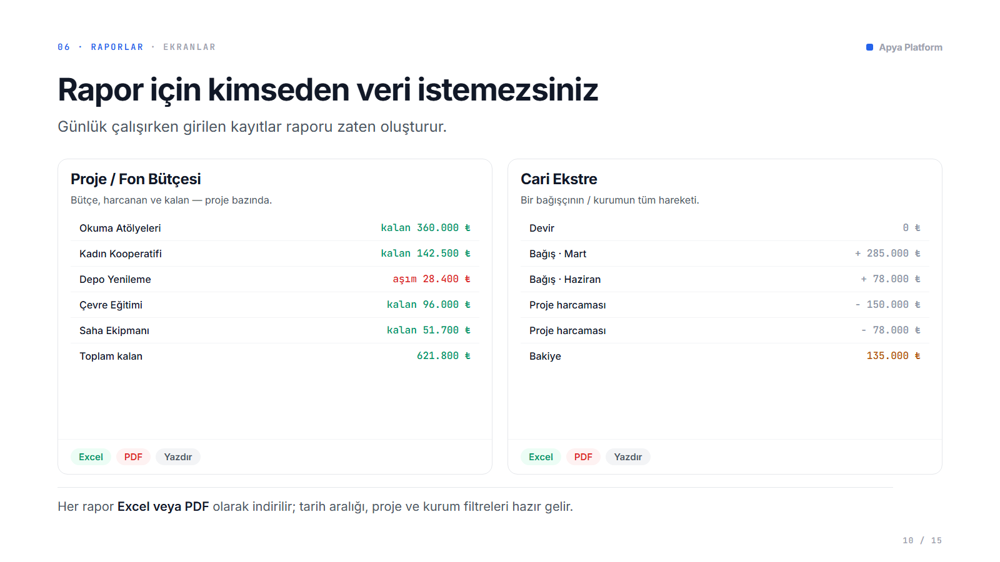 06 · RAPORLAR · EKRANLAR
Apya Platform
Rapor için kimseden veri istemezsiniz
Günlük çalışırken girilen kayıtlar raporu zaten oluşturur.
Proje / Fon Bütçesi
Bütçe, harcanan ve kalan — proje bazında.
Okuma Atölyeleri kalan 360.000 ₺
Kadın Kooperatifi kalan 142.500 ₺
Depo Yenileme aşım 28.400 ₺
Çevre Eğitimi kalan 96.000 ₺
Saha Ekipmanı kalan 51.700 ₺
Toplam kalan 621.800 ₺
Excel PDF Yazdır
Cari Ekstre
Bir bağışçının / kurumun tüm hareketi.
Devir 0 ₺
Bağış · Mart + 285.000 ₺
Bağış · Haziran + 78.000 ₺
Proje harcaması - 150.000 ₺
Proje harcaması - 78.000 ₺
Bakiye 135.000 ₺
Excel PDF Yazdır
Her rapor Excel veya PDF olarak indirilir; tarih aralığı, proje ve kurum filtreleri hazır gelir.
10 / 15